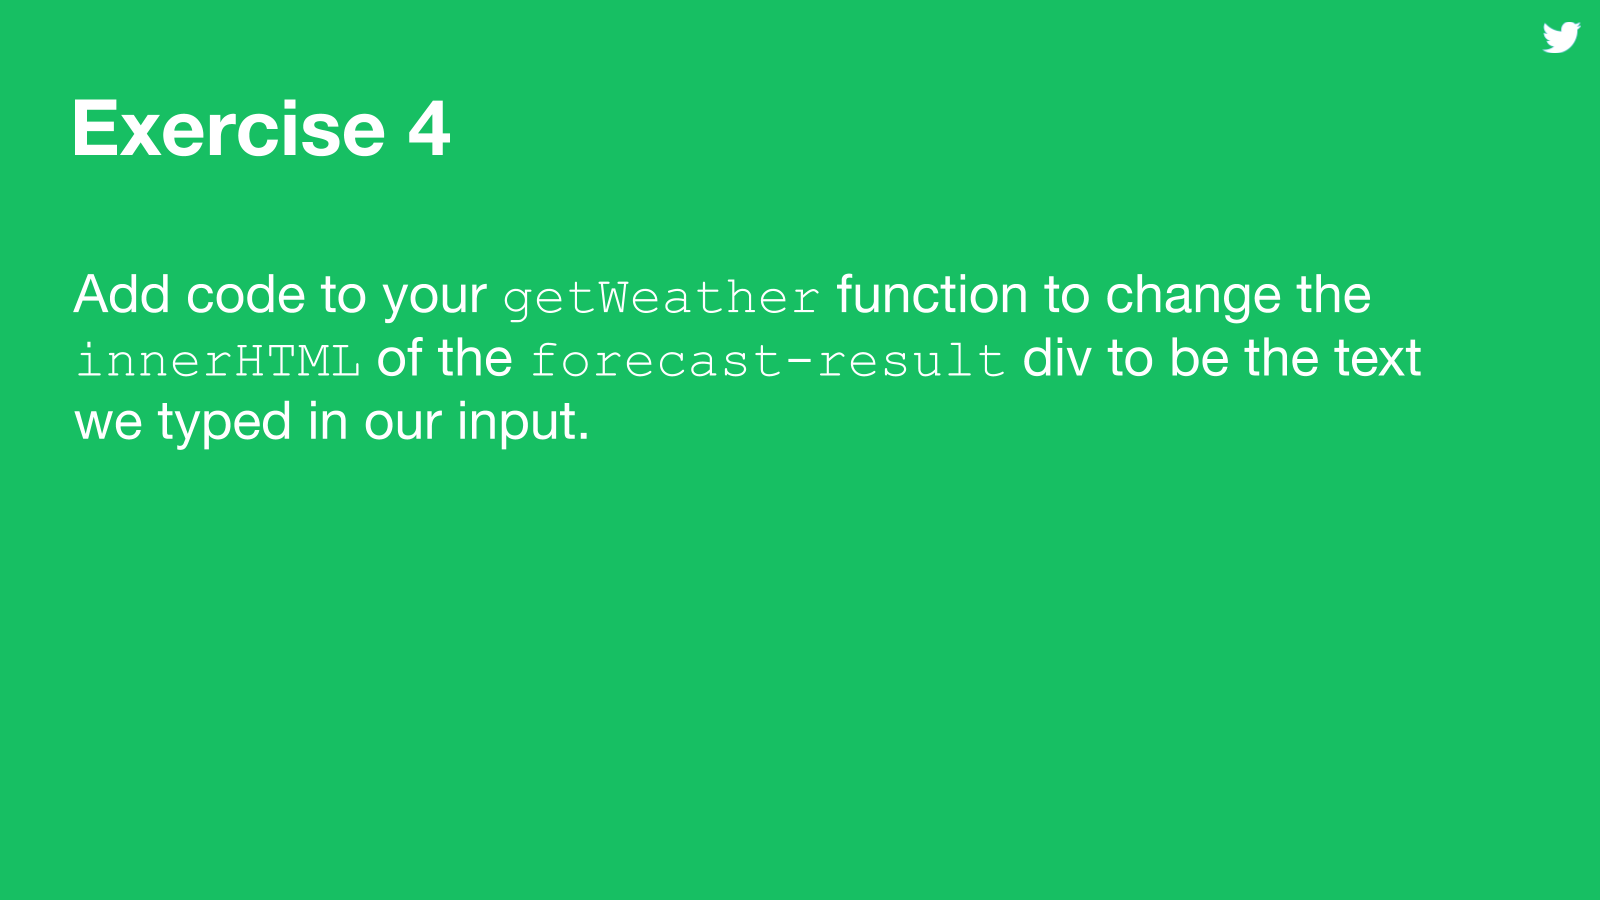 Exercise 4
Add code to your getWeather function to change the
innerHTML of the forecast-result div to be the text
we typed in our input.